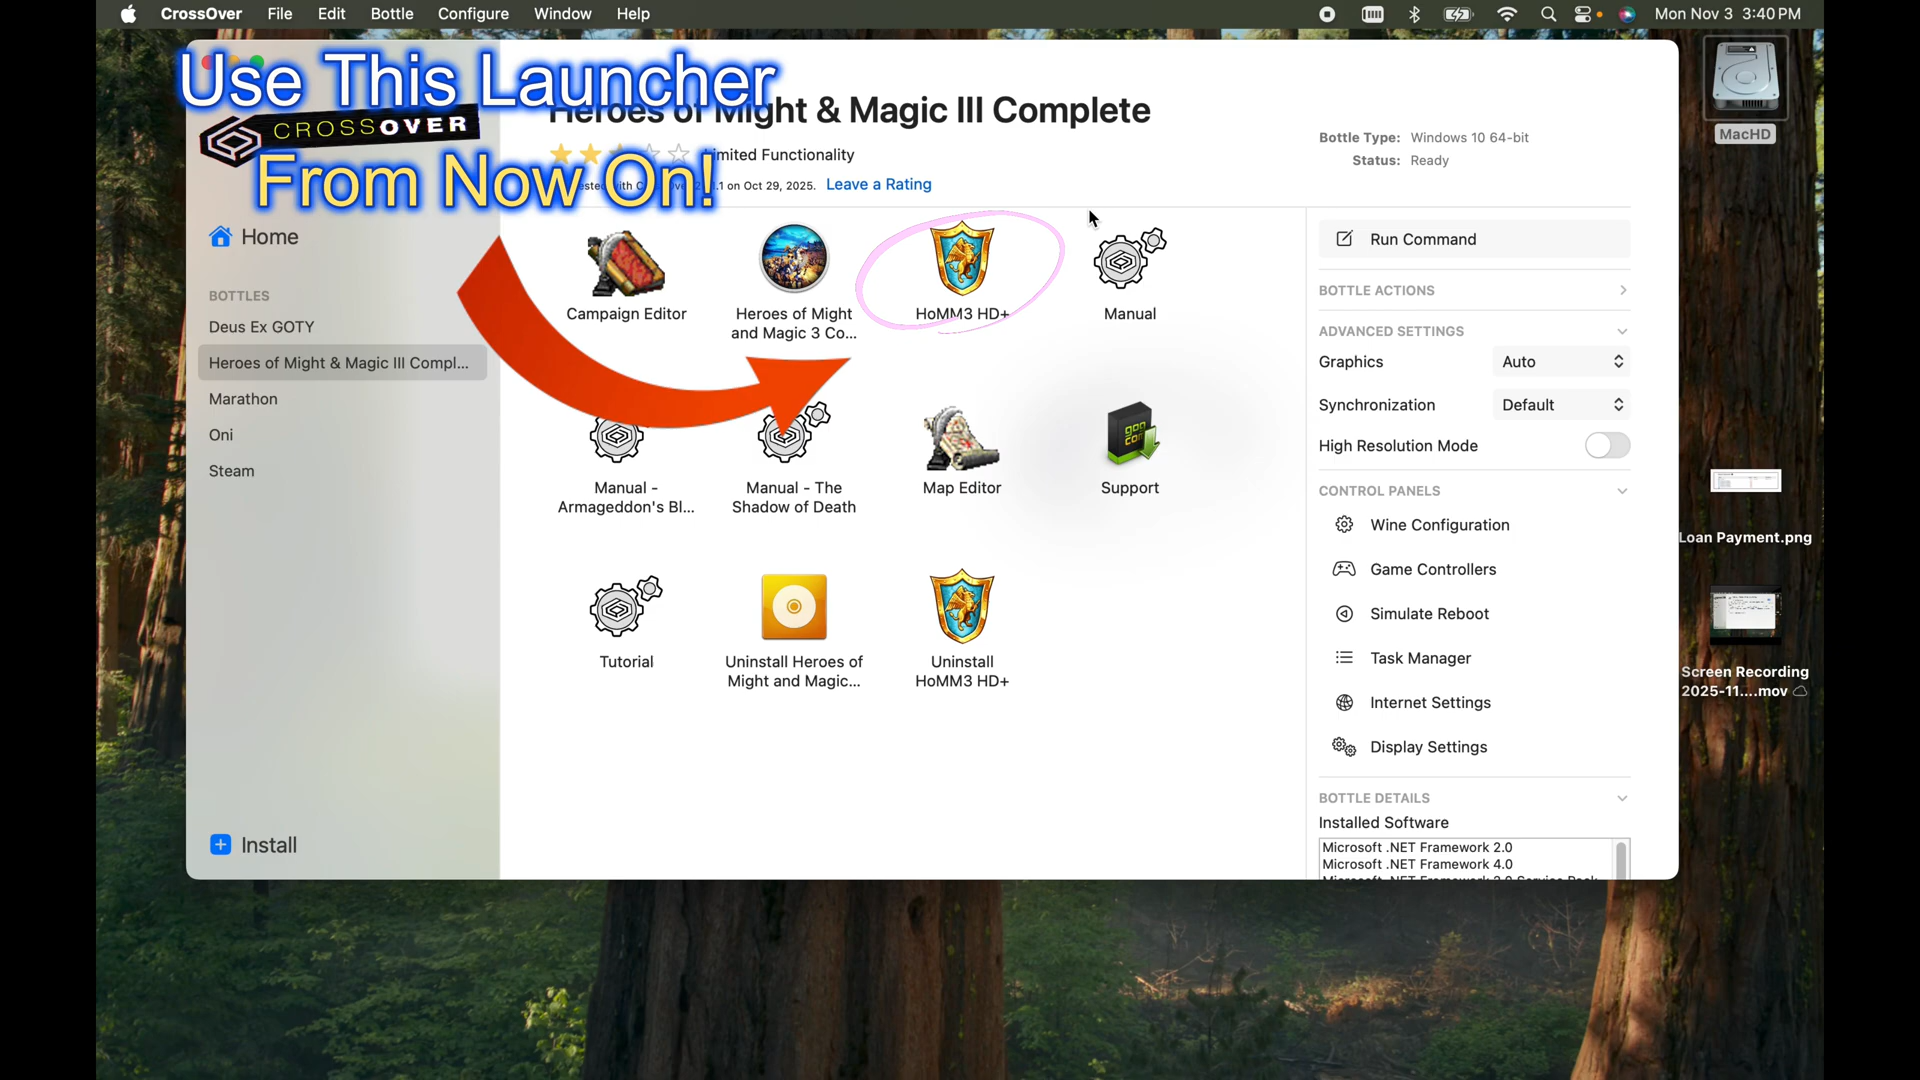 CrossOver File Edit Bottle Configure Window Help Mon Nov 3 3:40 PM
Use This Launcher
CROSSOVER
From Now On!
Heroes of Might & Magic III Complete
Limited Functionality
1 on Oct 29, 2025. Leave a Rating
Bottle Type: Windows 10 64-bit
Status: Ready
MacHD
Home
BOTTLES
Deus Ex GOTY
Heroes of Might & Magic III Compl...
Marathon
Oni
Steam
Install
Campaign Editor
Heroes of Might
and Magic 3 Co...
HoMM3 HD+
Manual
Manual -
Armageddon's Bl...
Manual - The
Shadow of Death
Map Editor
gog
com
Support
Tutorial
Uninstall Heroes of
Might and Magic...
Uninstall
HoMM3 HD+
Run Command
BOTTLE ACTIONS
ADVANCED SETTINGS
Graphics Auto
Synchronization Default
High Resolution Mode
CONTROL PANELS
Wine Configuration
Game Controllers
Simulate Reboot
Task Manager
Internet Settings
Display Settings
BOTTLE DETAILS
Installed Software
Microsoft .NET Framework 2.0
Microsoft .NET Framework 4.0
Loan Payment.png
Screen Recording
2025-11....mov